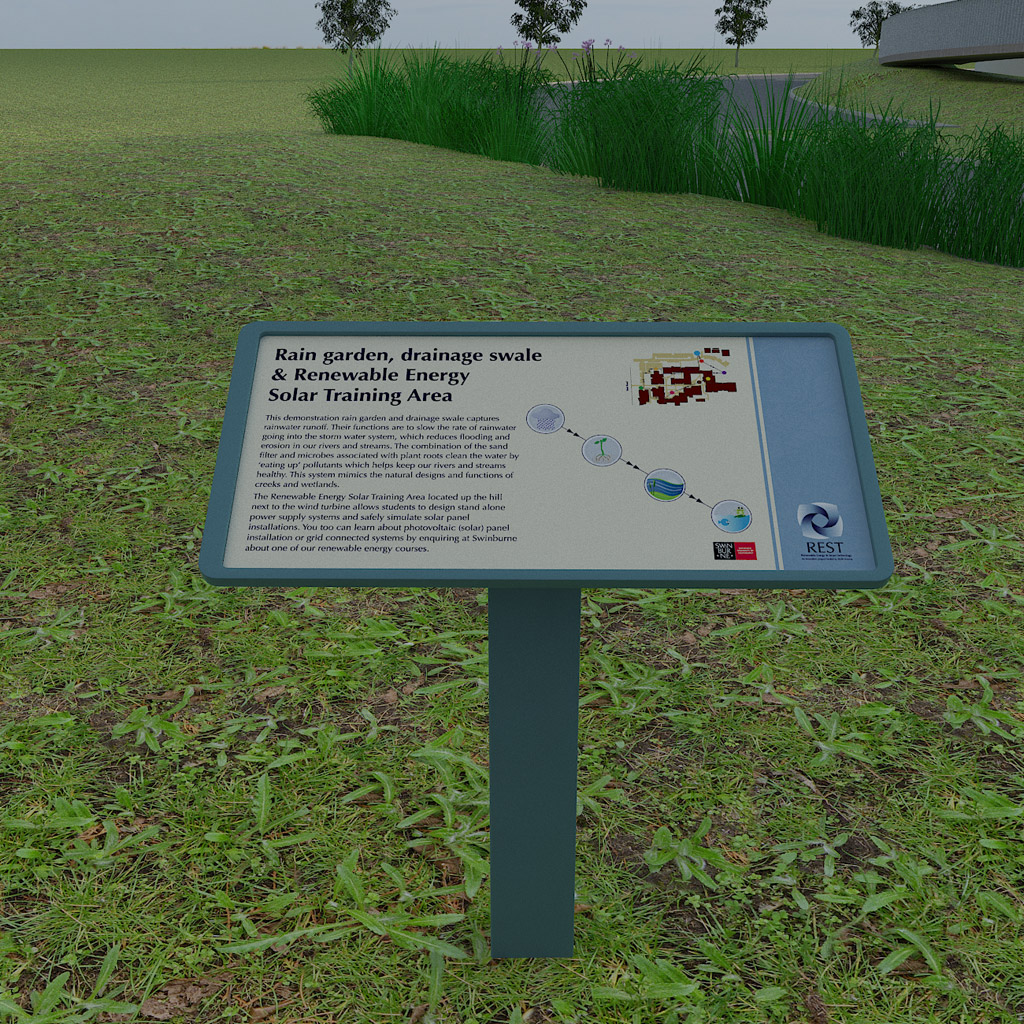 Rain garden, drainage swale
& Renewable Energy
Solar Training Area
This demonstration rain garden and drainage swale captures
rainwater runoff. Their functions are to slow the rate of rainwater
going into the storm water system, which reduces flooding and
erosion in our rivers and streams. The combination of the sand
filter and microbes associated with plant roots clean the water by
'eating up' pollutants which helps keep our rivers and streams
healthy. This system mimics the natural designs and functions of
creeks and wetlands.
The Renewable Energy Solar Training Area located up the hill
next to the wind turbine allows students to design stand alone
power supply systems and safely simulate solar panel
installations. You too can learn about photovoltaic (solar) panel
installation or grid connected systems by enquiring at Swinburne
about one of our renewable energy courses.
SWIN
BUR
NE
REST